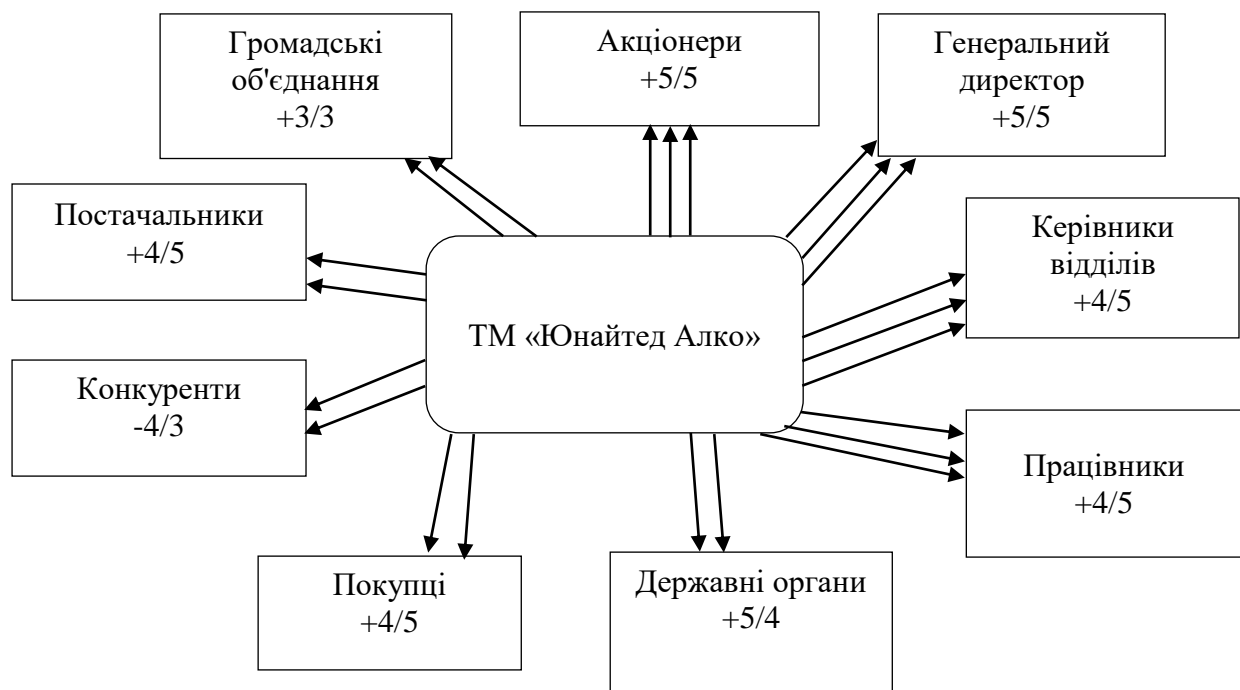 Громадські
об'єднання
+3/3
Акціонери
+5/5
Генеральний
директор
+5/5
Постачальники
+4/5
Керівники
відділів
+4/5
ТМ «Юнайтед Алко»
Конкуренти
-4/3
Працівники
+4/5
Покупці
+4/5
Державні органи
+5/4